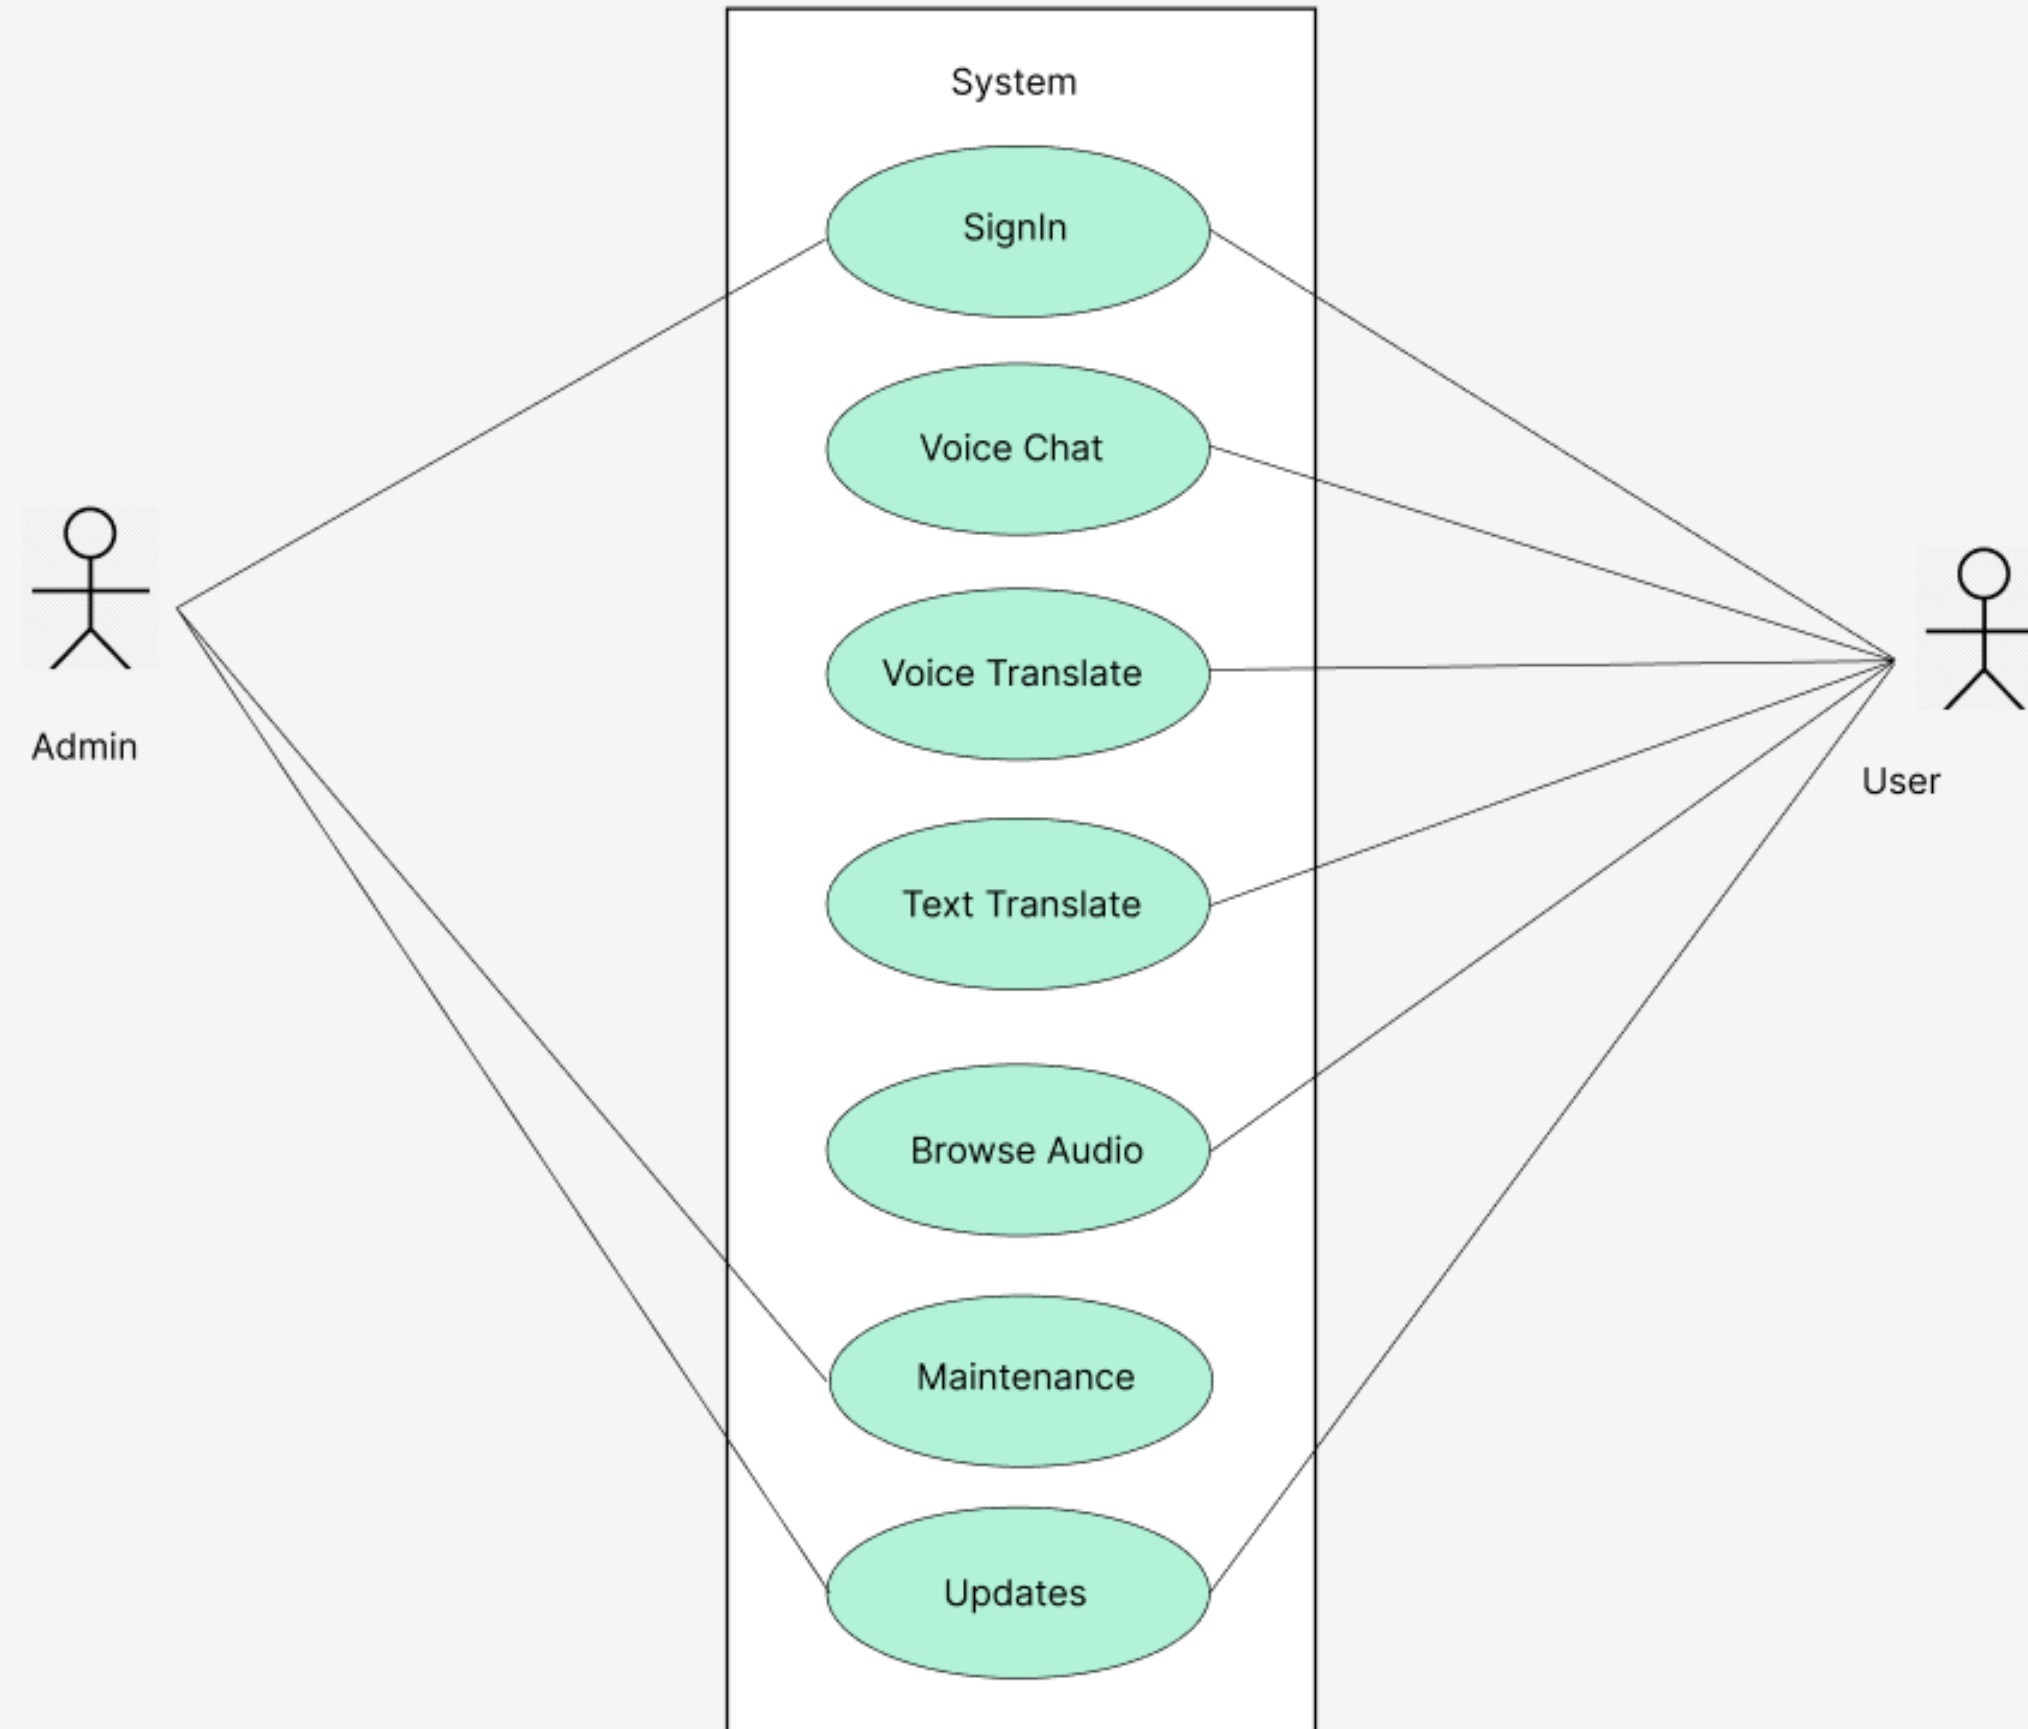 System
SignIn
Voice Chat
Voice Translate
Admin
User
Text Translate
Browse Audio
Maintenance
Updates